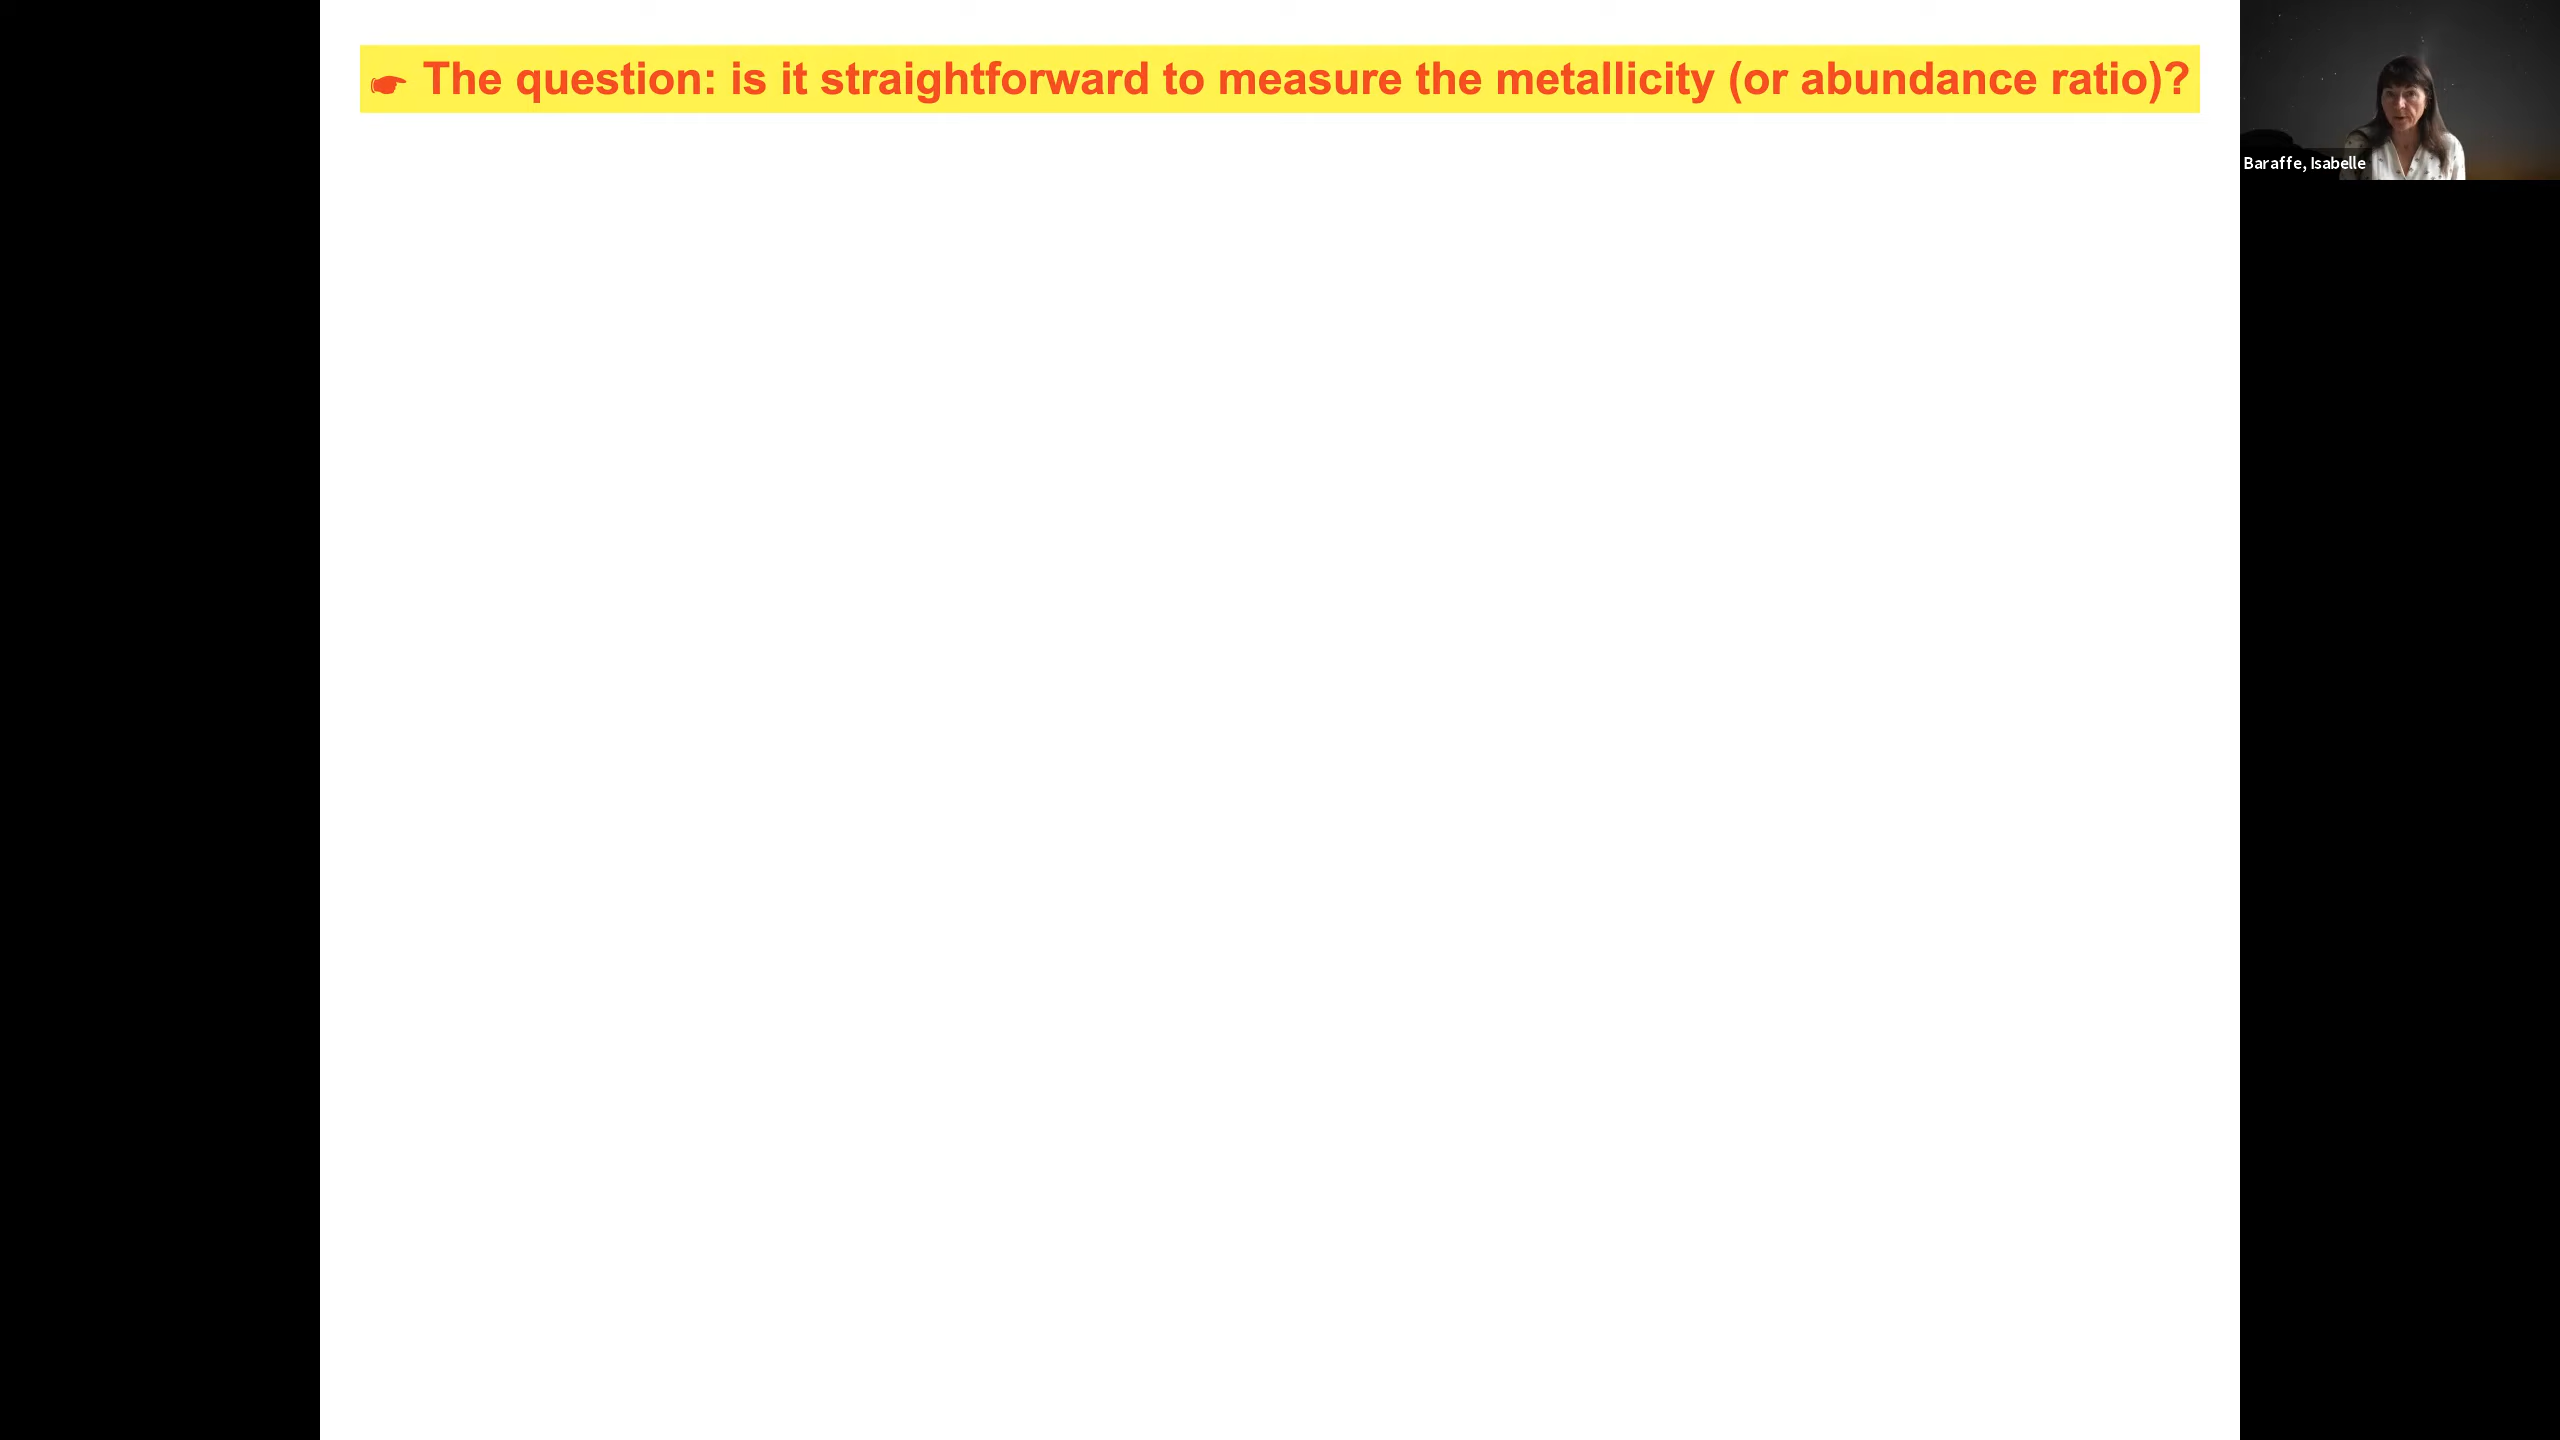 ☛ The question: is it straightforward to measure the metallicity (or abundance ratio)?
Baraffe, Isabelle